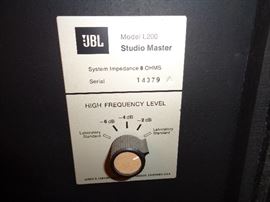 JBL
Model L200
Studio Master
System Impedance 8 OHMS
Serial 14379 A
HIGH FREQUENCY LEVEL
-6 dB -4 dB -2 dB
Laboratory Standard Laboratory Standard